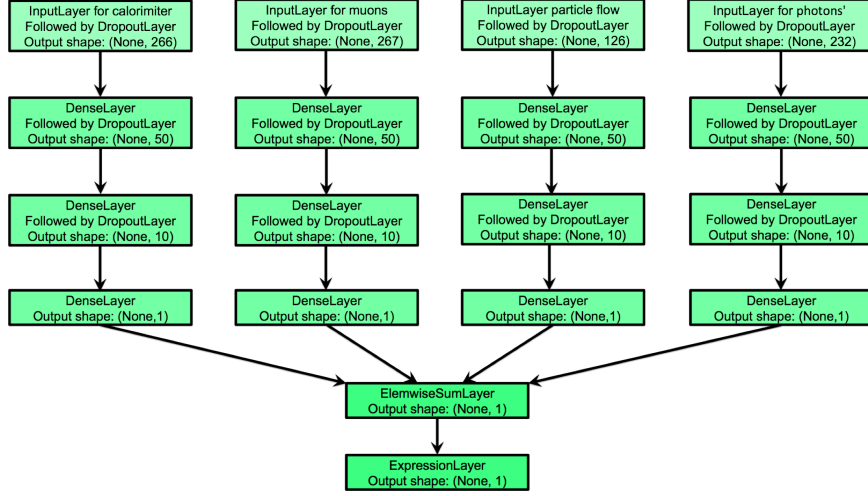 InputLayer for calorimiter
Followed by DropoutLayer
Output shape: (None, 266)
InputLayer for muons
Followed by DropoutLayer
Output shape: (None, 267)
InputLayer particle flow
Followed by DropoutLayer
Output shape: (None, 126)
InputLayer for photons'
Followed by DropoutLayer
Output shape: (None, 232)
DenseLayer
Followed by DropoutLayer
Output shape: (None, 50)
DenseLayer
Followed by DropoutLayer
Output shape: (None, 50)
DenseLayer
Followed by DropoutLayer
Output shape: (None, 50)
DenseLayer
Followed by DropoutLayer
Output shape: (None, 50)
DenseLayer
Followed by DropoutLayer
Output shape: (None, 10)
DenseLayer
Followed by DropoutLayer
Output shape: (None, 10)
DenseLayer
Followed by DropoutLayer
Output shape: (None, 10)
DenseLayer
Followed by DropoutLayer
Output shape: (None, 10)
DenseLayer
Output shape: (None,1)
DenseLayer
Output shape: (None,1)
DenseLayer
Output shape: (None,1)
DenseLayer
Output shape: (None,1)
ElemwiseSumLayer
Output shape: (None, 1)
ExpressionLayer
Output shape: (None, 1)